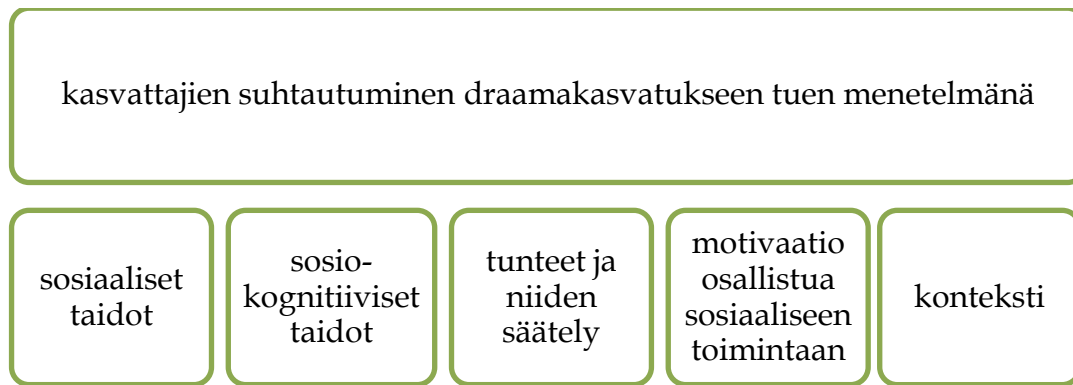 kasvattajien suhtautuminen draamakasvatukseen tuen menetelmänä
sosiaaliset
taidot
sosio-
kognitiiviset
taidot
tunteet ja
niiden
säätely
motivaatio
osallistua
sosiaaliseen
toimintaan
konteksti